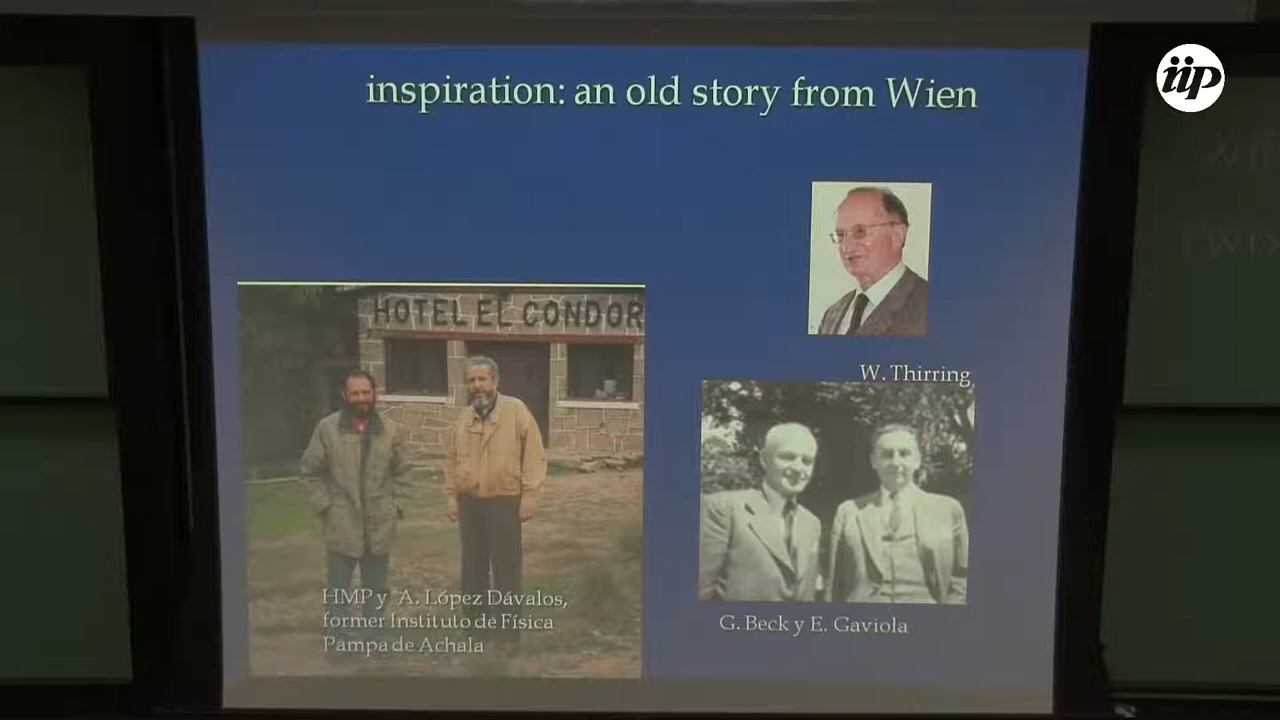 inspiration: an old story from Wien
iip
HOTEL EL CONDOR
W. Thirring
HMP y A. López Dávalos,
former Instituto de Física
Pampa de Achala
G. Beck y E. Gaviola